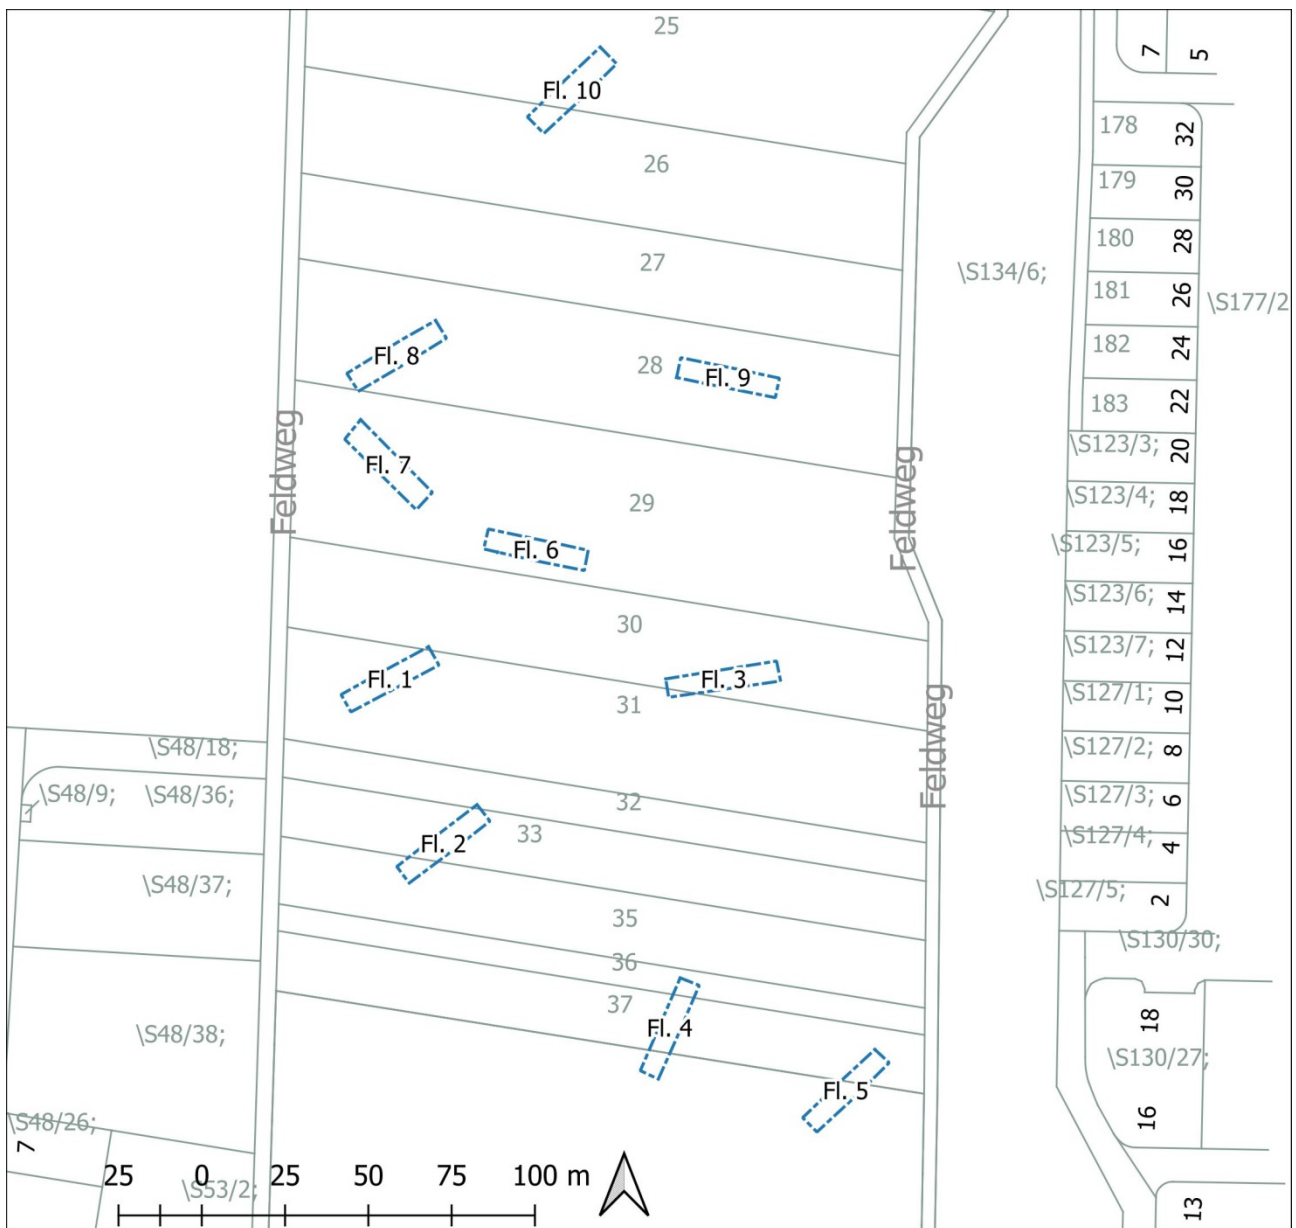 25
7
5
Fl. 10
178
32
26
179
30
180
28
27
\S134/6;
181
26
\S177/2
Fl. 8
28
Fl. 9
182
24
183
22
Feldweg
Fl. 7
Feldweg
\S123/3;
20
29
\S123/4;
18
Fl. 6
\S123/5;
16
\S123/6;
14
30
\S123/7;
12
Fl. 1
Fl. 3
31
\S127/1;
10
Feldweg
\S48/18;
\S127/2;
8
\S48/9;
\S48/36;
32
\S127/3;
6
33
Fl. 2
\S127/4;
4
\S48/37;
\S127/5;
2
35
\S130/30;
36
37
Fl. 4
18
\S48/38;
\S130/27;
Fl. 5
16
\S48/26;
7
25 0 25 50 75 100 m
\S53/2;
13